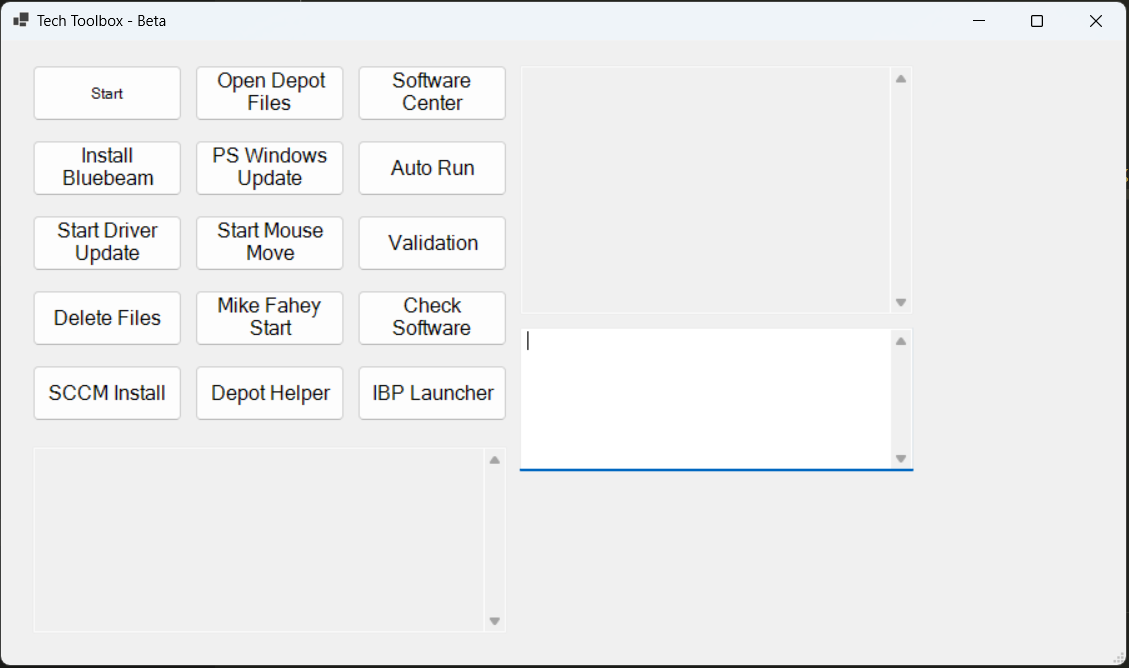 Tech Toolbox - Beta
Start
Open Depot
Files
Software
Center
Install
Bluebeam
PS Windows
Update
Auto Run
Start Driver
Update
Start Mouse
Move
Validation
Delete Files
Mike Fahey
Start
Check
Software
SCCM Install
Depot Helper
IBP Launcher